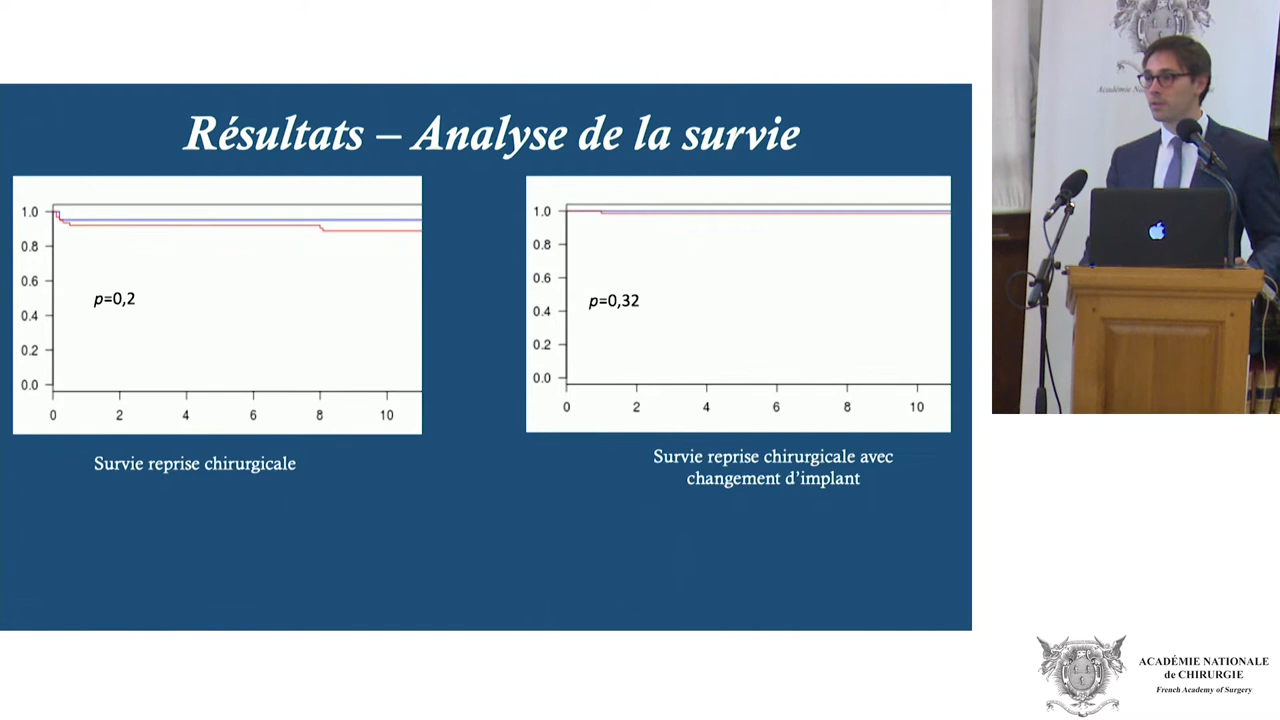 Résultats – Analyse de la survie
1.0
0.8
0.6
0.4
0.2
0.0
p=0,2
0 2 4 6 8 10
Survie reprise chirurgicale
1.0
0.8
0.6
0.4
0.2
0.0
p=0,32
0 2 4 6 8 10
Survie reprise chirurgicale avec
changement d’implant
ACADÉMIE NATIONALE
de CHIRURGIE
French Academy of Surgery